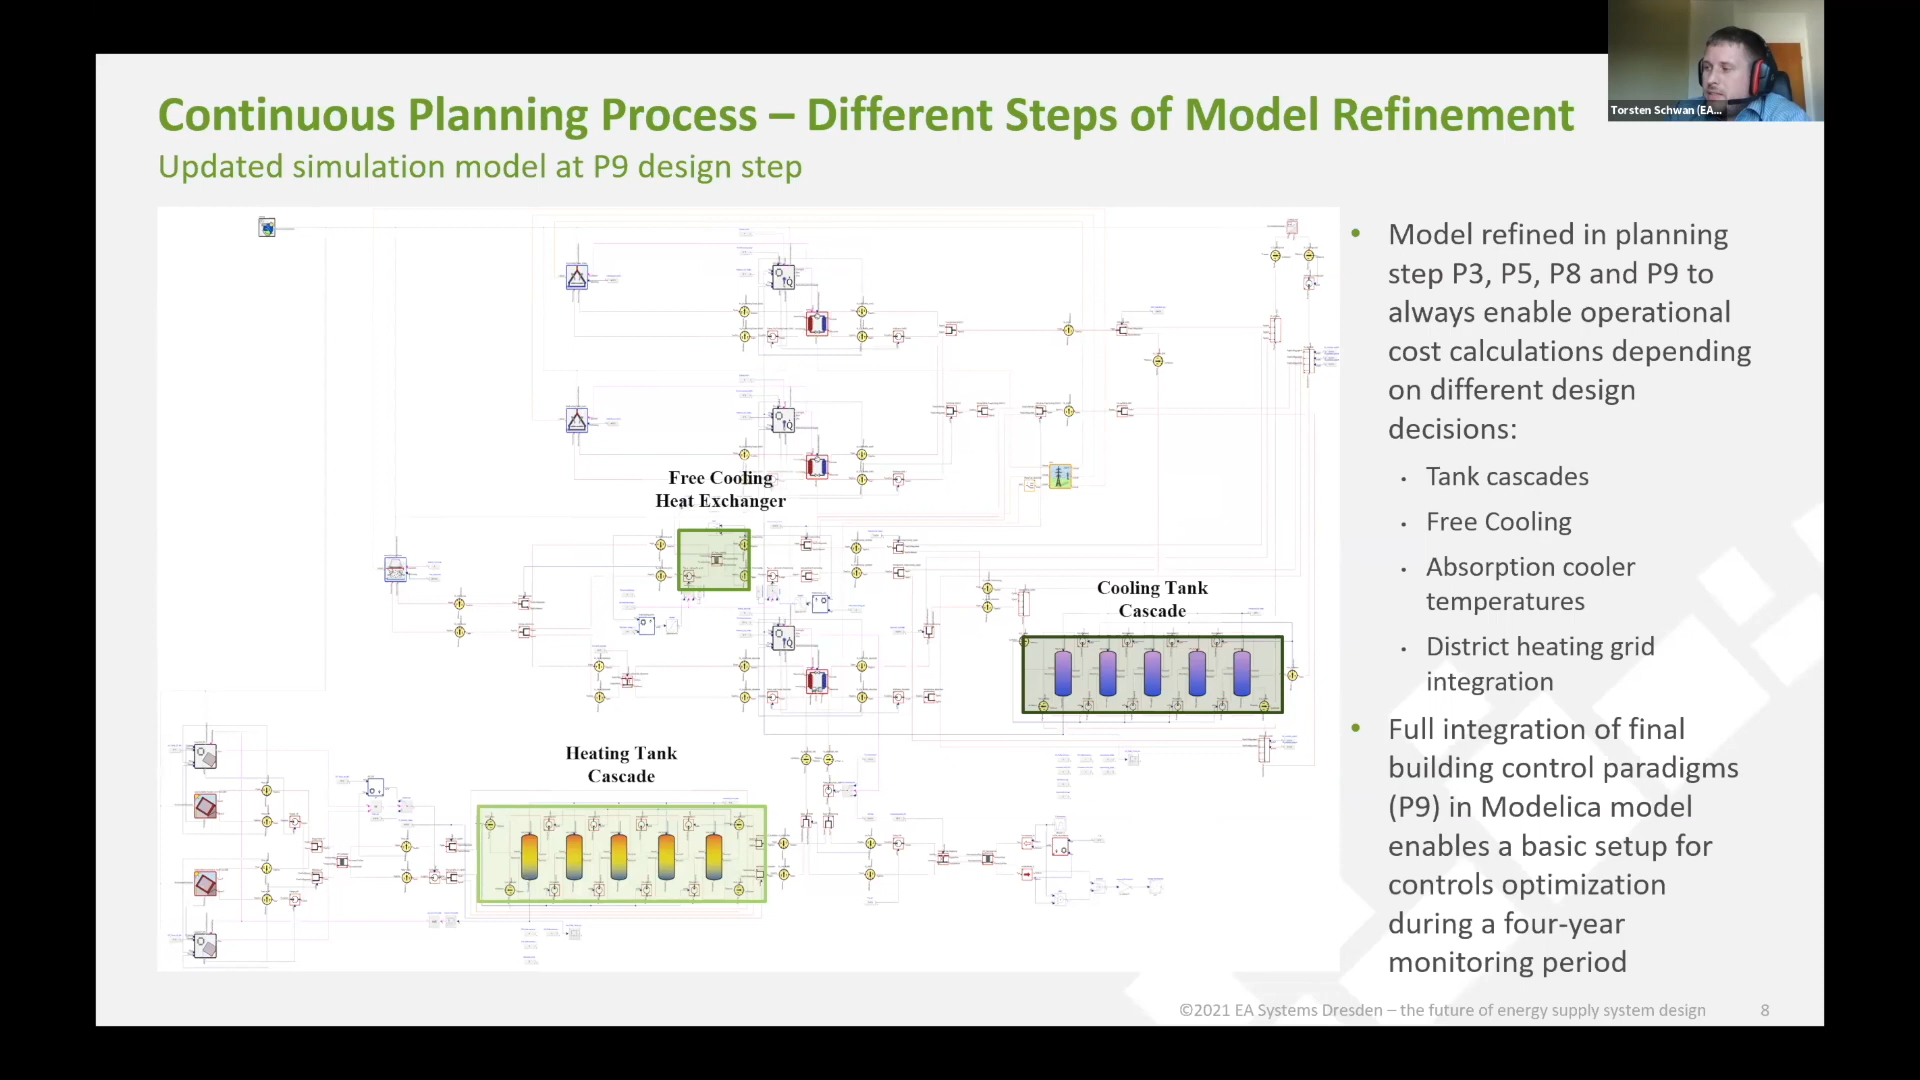 Torsten Schwan (EA...
Continuous Planning Process – Different Steps of Model Refinement
Updated simulation model at P9 design step
Free Cooling
Heat Exchanger
Cooling Tank
Cascade
Heating Tank
Cascade
• Model refined in planning
step P3, P5, P8 and P9 to
always enable operational
cost calculations depending
on different design
decisions:
• Tank cascades
• Free Cooling
• Absorption cooler
temperatures
• District heating grid
integration
• Full integration of final
building control paradigms
(P9) in Modelica model
enables a basic setup for
controls optimization
during a four-year
monitoring period
©2021 EA Systems Dresden – the future of energy supply system design
8